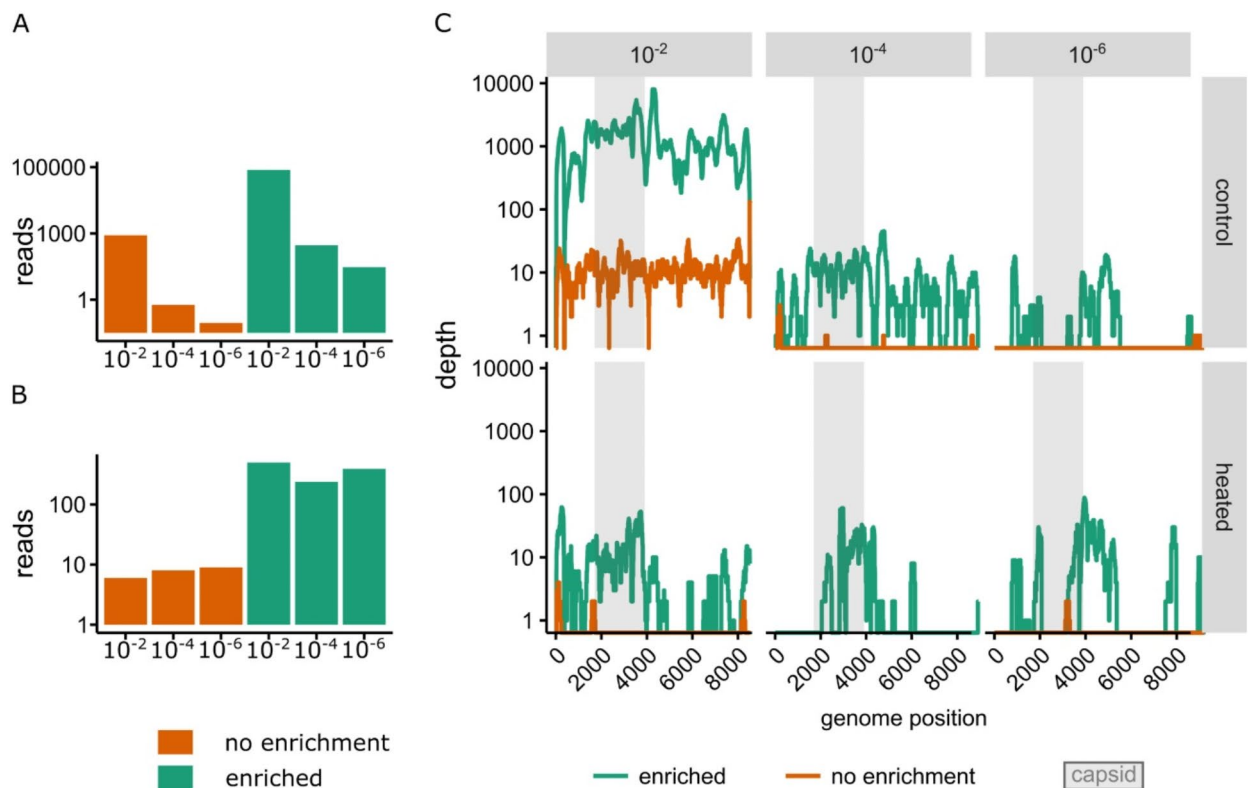 A
100000
1000
1
reads
10-2 10-4 10-6 10-2 10-4 10-6
B
100
10
1
reads
10-2 10-4 10-6 10-2 10-4 10-6
no enrichment
enriched
C
10-2 10-4 10-6
10000
1000
100
10
1
control
depth
10000
1000
100
10
1
heated
0 2000 4000 6000 8000 0 2000 4000 6000 8000 0 2000 4000 6000 8000
genome position
enriched no enrichment capsid